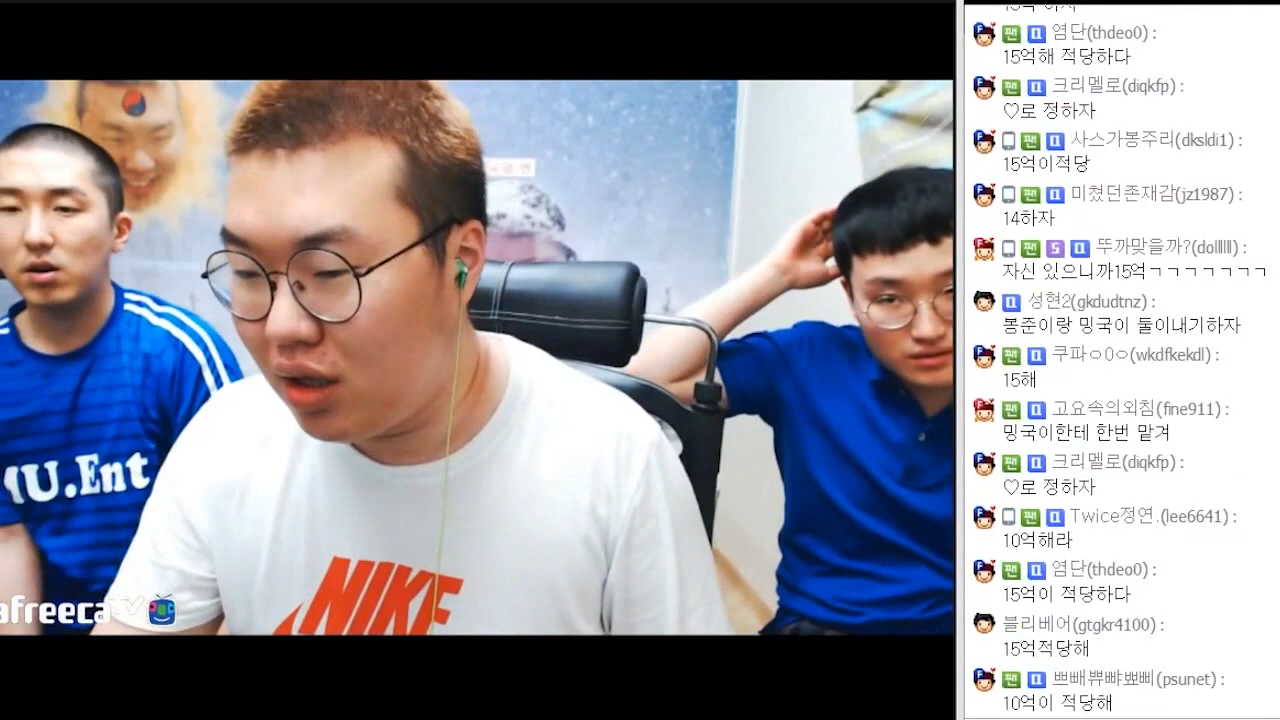 MU.Ent
NIKE
afreecaTV
염단(thdeo0) :
15억해 적당하다
크리멜로(diqkfp) :
♡로 정하자
사스가봉주리(dksldi1) :
15억이적당
미쳤던존재감(jz1987) :
14하자
뚜까맞을까?(dollllll) :
자신 있으니까15억ㄱㄱㄱㄱㄱㄱㄱ
성현2(gkdudtnz) :
봉준이랑 밍국이 둘이내기하자
쿠파ㅇ0ㅇ(wkdfkekdl) :
15해
고요속의외침(fine911) :
밍국이한테 한번 맡겨
크리멜로(diqkfp) :
♡로 정하자
Twice정연.(lee6641) :
10억해라
염단(thdeo0) :
15억이 적당하다
블리베어(gtgkr4100) :
15억적당해
쁘빼쀼뺘뾰삐(psunet) :
10억이 적당해